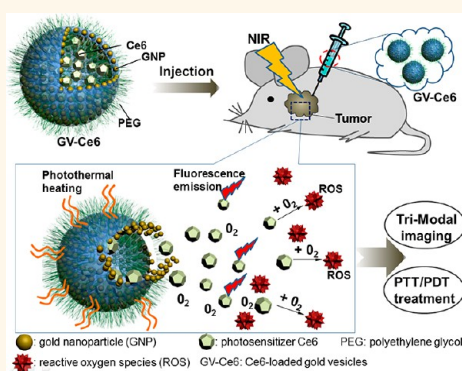 Ce6
GNP
PEG
GV-Ce6
Injection
NIR
Tumor
GV-Ce6
Photothermal
heating
Fluorescence
emission
O2
O2
O2
O2
O2
O2
+ O2
+ O2
+ O2
ROS
ROS
ROS
Tri-Modal
imaging
PTT/PDT
treatment
: gold nanoparticle (GNP) : photosensitizer Ce6 PEG: polyethylene glycol
: reactive oxygen species (ROS) GV-Ce6: Ce6-loaded gold vesicles